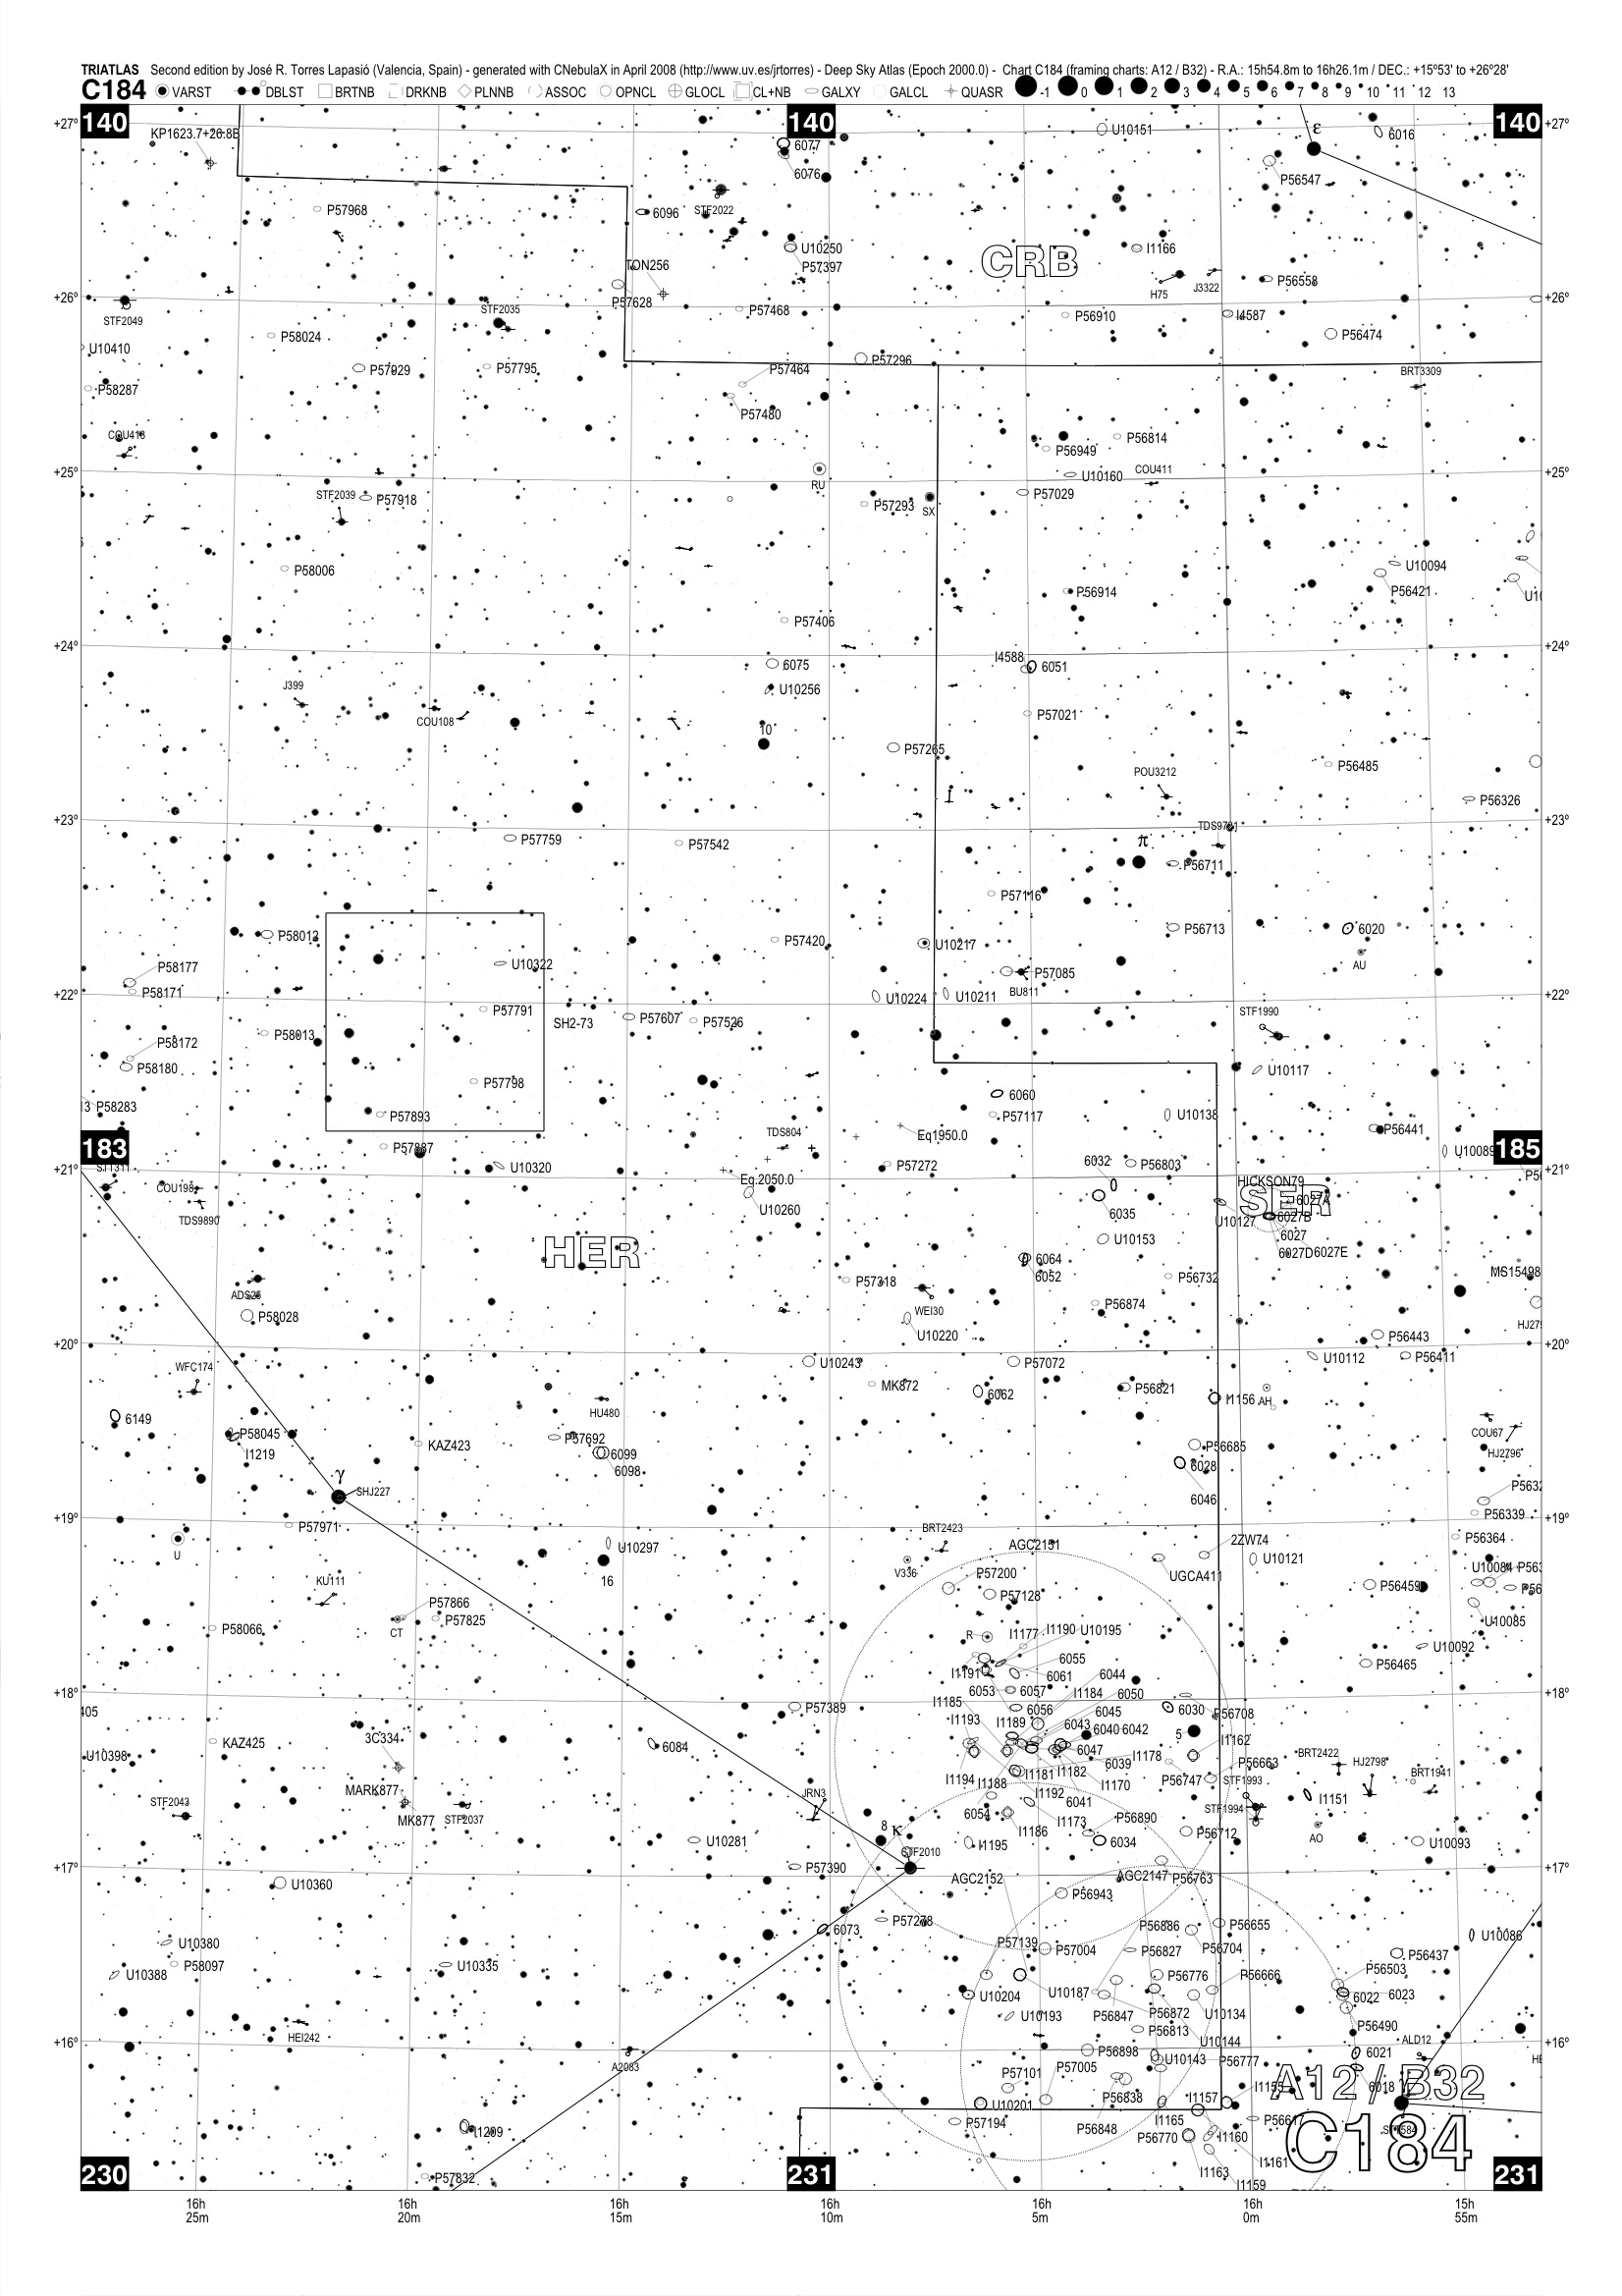 TRIATLAS Second edition by José R. Torres Lapasió (Valencia, Spain) - generated with CNebulaX in April 2008 (http://www.uv.es/jrtorres) - Deep Sky Atlas (Epoch 2000.0) - Chart C184 (framing charts: A12 / B32) - R.A.: 15h54.8m to 16h26.1m / DEC.: +15°53' to +26°28'
C184 VARST DBLST BRTNB DRKNB PLNNB ASSOC OPNCL GLOCL CL+NB GALXY GALCL QUASR -1 0 1 2 3 4 5 6 7 8 9 10 11 12 13
140 140 140
+27° +27°
KP1623.7+26.8B 6077 U10151 ε 6016
6076 P56547
P57968 6096 STF2022
U10250 I1166
TON256 P57397 CRB
P57628 H75 J3322 P56558
+26° +26°
STF2049 STF2035 P57468 P56910 I4587
P58024 P56474
U10410 P57296
P57929 P57795 P57464 BRT3309
P58287 P57480
COU413 P56814
P56949
+25° U10160 COU411 +25°
STF2039 P57918 RU P57029
P57293 SX
P58006 U10094
P56914 P56421
P57406
+24° +24°
6075 I4588 6051
J399 U10256
COU108 10 P57021
P57265 P56485
POU3212 P56326
+23° +23°
P57759 P57542 π P56711
P57116
P58012 P57420 U10217 P56713 6020
AU
P58177 U10322 P57085
P58171 BU811
+22° U10224 U10211 +22°
P57791 SH2-73 P57607 P57526 STF1990
P58013
P58172
P58180 P57798 U10117
P58283 6060
P57893 P57117 U10138
Eq1950.0 P56441
183 TDS804 185
P57887 U10089
U10320 P57272 6032 P56803
+21° +21°
COU198 Eq.2050.0 HICKSON79
TDS9890 U10260 6035 U10127 SER 6027A
6027B
6027
HER U10153 6027D 6027E
6064
6052 P56732 MS15498
ADS25 P57318
P58028 WEI30 P56874
U10220
+20° P56443 +20°
WFC174 U10243 P57072 U10112 P56411
MK872 6062 P56821 I1156 AH
6149 HU480
P58045 P57692 COU67
I1219 KAZ423 6099 P56685 HJ2796
6098 6028
γ SHJ227 6046
P56339
+19° +19°
P57971 BRT2423 P56364
U U10297 AGC2151 2ZW74
16 V336 U10121 U10084
KU111 P57200 UGCA411 P56459
P57866 P57128 U10085
CT P57825
P58066 R I1177 I1190 U10195 U10092
I1191 6055 P56465
6061 6044
+18° 6053 6057 I1184 6050 +18°
I1185 P57389 6056 6045 6030
I1193 I1189 6043 P56708
3C334 KAZ425 6084 6040 6042 5 I1162
U10398 6047 I1178 BRT2422 HJ2798
I1181 6039 P56663
MARK877 I1194 I1188 I1182 P56747 STF1993 BRT1941
STF2043 JRN3 I1192 I1170 I1151
MK877 STF2037 6054 6041 STF1994
8 κ I1186 I1173 P56890 P56712 AO
U10281 STF2010 I1195 6034 U10093
+17° +17°
P57390 AGC2152 AGC2147 P56763
U10360 P56943
P57278 P56886 P56655
6073 U10086
U10380 P57139 P57004 P56827 P56704 P56437
P58097 U10335 P56776 P56666 P56503
U10388 U10204 U10187 6022 6023
U10193 P56847 P56872 U10134 P56490
HEI242 P56813 U10144 ALD12
+16° +16°
A2083 P56898 U10143 P56777 6021
P57101 P57005 A12 / B32
U10201 P56838 I1157 I1155 6018
I1209 P57194 P56848 I1165 P56617
P56770 I1160 C184
P57832 I1161
230 231 I1163 I1159 231
16h 16h 16h 16h 16h 16h 15h
25m 20m 15m 10m 5m 0m 55m